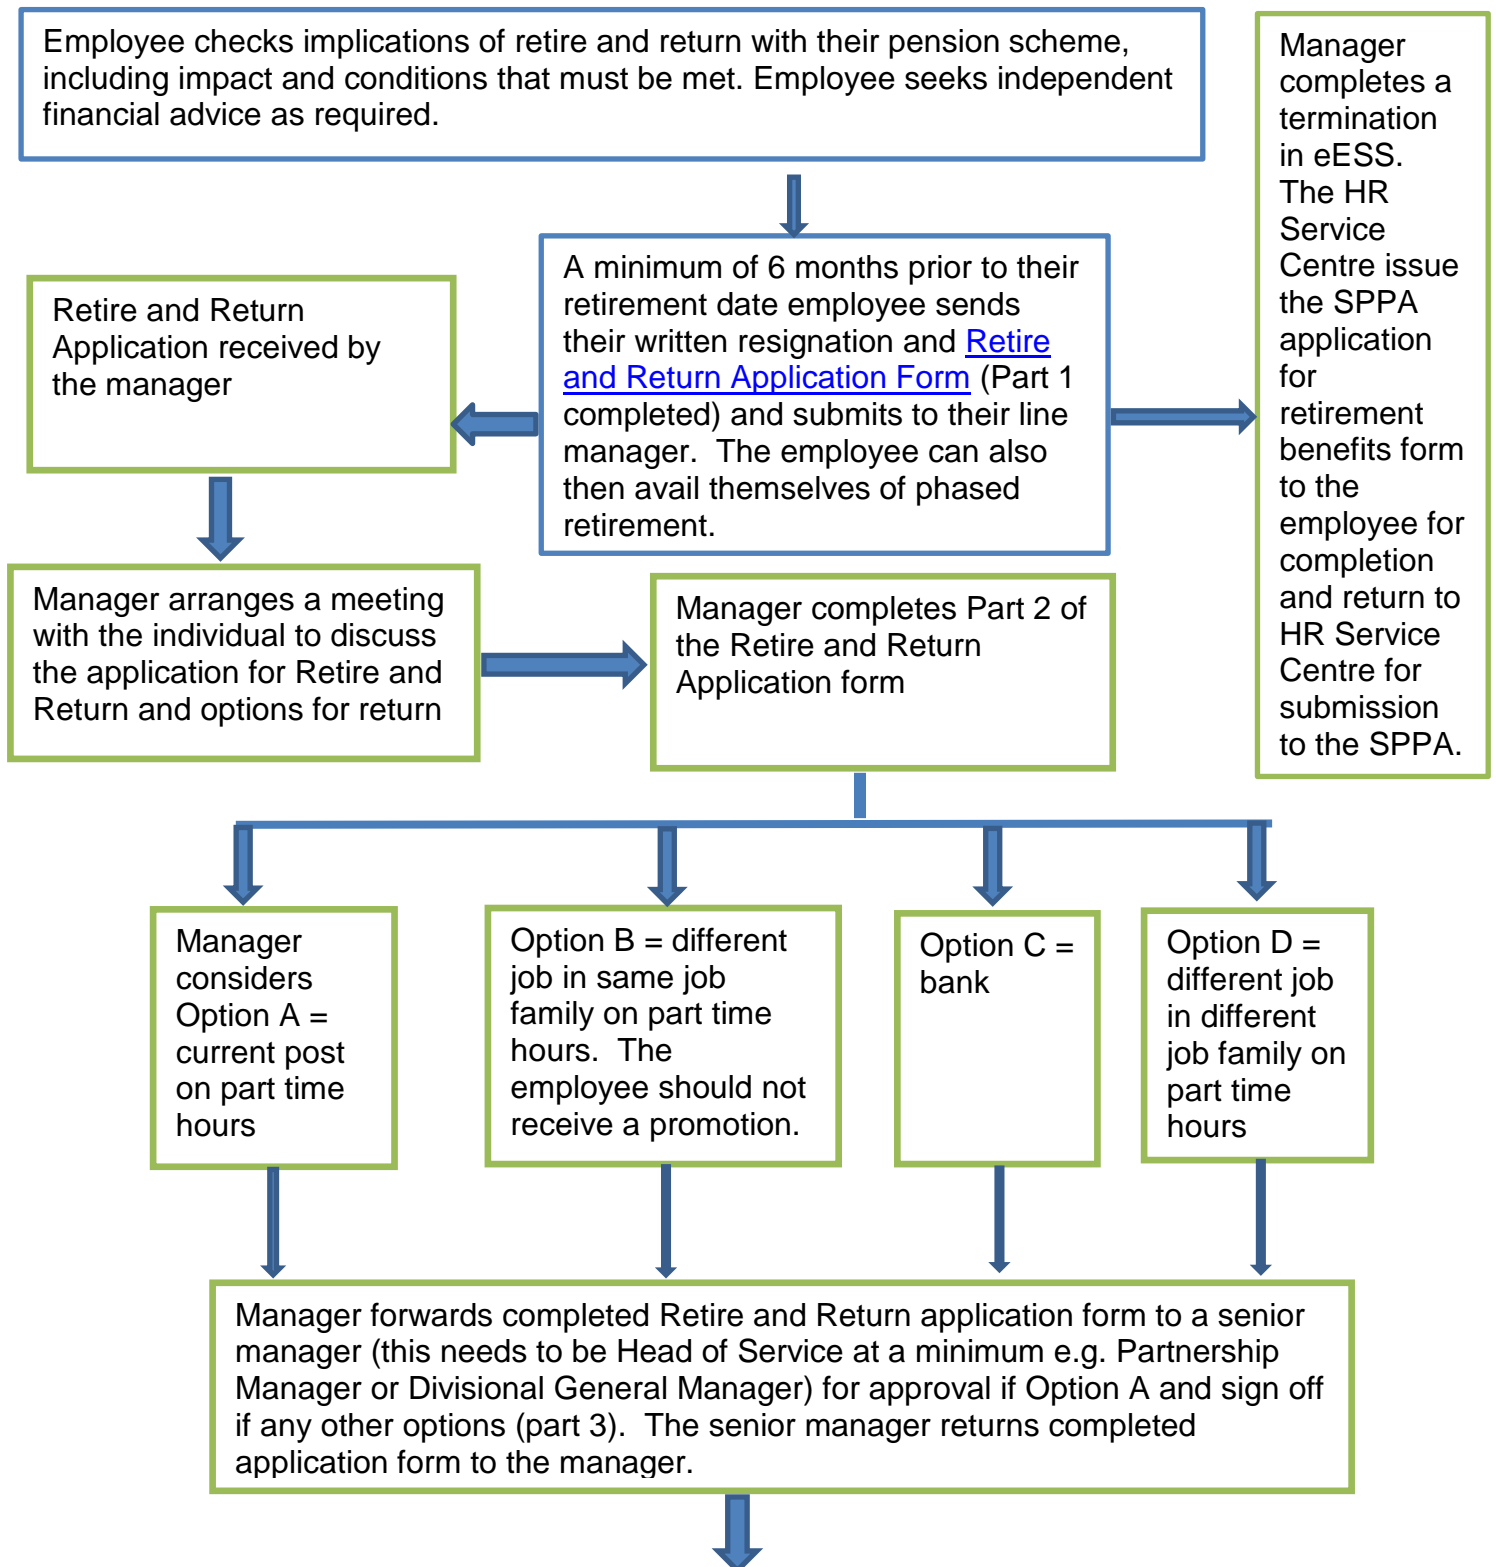 Employee checks implications of retire and return with their pension scheme,
including impact and conditions that must be met. Employee seeks independent
financial advice as required.
Manager
completes a
termination
in eESS.
The HR
Service
Centre issue
the SPPA
application
for
retirement
benefits form
to the
employee for
completion
and return to
HR Service
Centre for
submission
to the SPPA.
A minimum of 6 months prior to their
retirement date employee sends
their written resignation and Retire
and Return Application Form (Part 1
completed) and submits to their line
manager.  The employee can also
then avail themselves of phased
retirement.
Retire and Return
Application received by
the manager
Manager arranges a meeting
with the individual to discuss
the application for Retire and
Return and options for return
Manager completes Part 2 of
the Retire and Return
Application form
Manager
considers
Option A =
current post
on part time
hours
Option B = different
job in same job
family on part time
hours.  The
employee should not
receive a promotion.
Option C =
bank
Option D =
different job
in different
job family on
part time
hours
Manager forwards completed Retire and Return application form to a senior
manager (this needs to be Head of Service at a minimum e.g. Partnership
Manager or Divisional General Manager) for approval if Option A and sign off
if any other options (part 3).  The senior manager returns completed
application form to the manager.